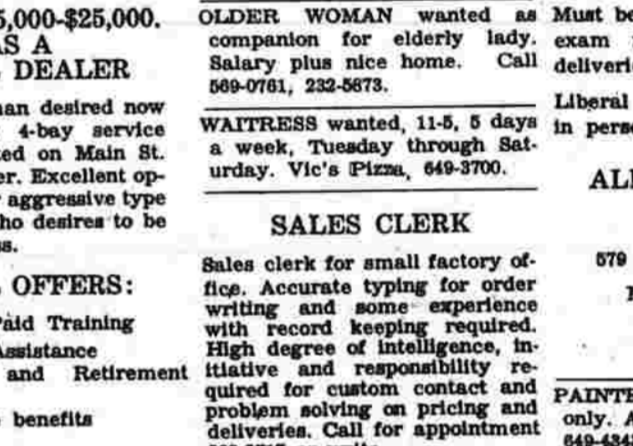 5,000-$25,000.
AS A
DEALER
man desired now
4-bay service
ted on Main St.
er. Excellent op-
aggressive type
ho desires to be
s.
OFFERS:
Paid Training
Assistance
and Retirement
benefits
OLDER WOMAN wanted as
companion for elderly lady.
Salary plus nice home. Call
569-0761, 232-5673.
WAITRESS wanted, 11-5, 5 days
a week, Tuesday through Sat-
urday. Vic's Pizza, 649-3700.
SALES CLERK
Sales clerk for small factory of-
fice. Accurate typing for order
writing and some experience
with record keeping required.
High degree of intelligence, in-
itiative and responsibility re-
quired for custom contact and
problem solving on pricing and
deliveries. Call for appointment
Must be
exam
deliveri
Liberal
in perso
ALI
579
PAINTE
only. A